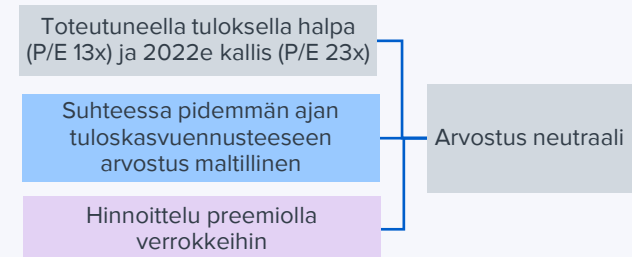 Toteutuneella tuloksella halpa
(P/E 13x) ja 2022e kallis (P/E 23x)
Suhteessa pidemmän ajan
tuloskasvuennusteeseen
arvostus maltillinen
Hinnoittelu preemiolla
verrokkeihin
Arvostus neutraali